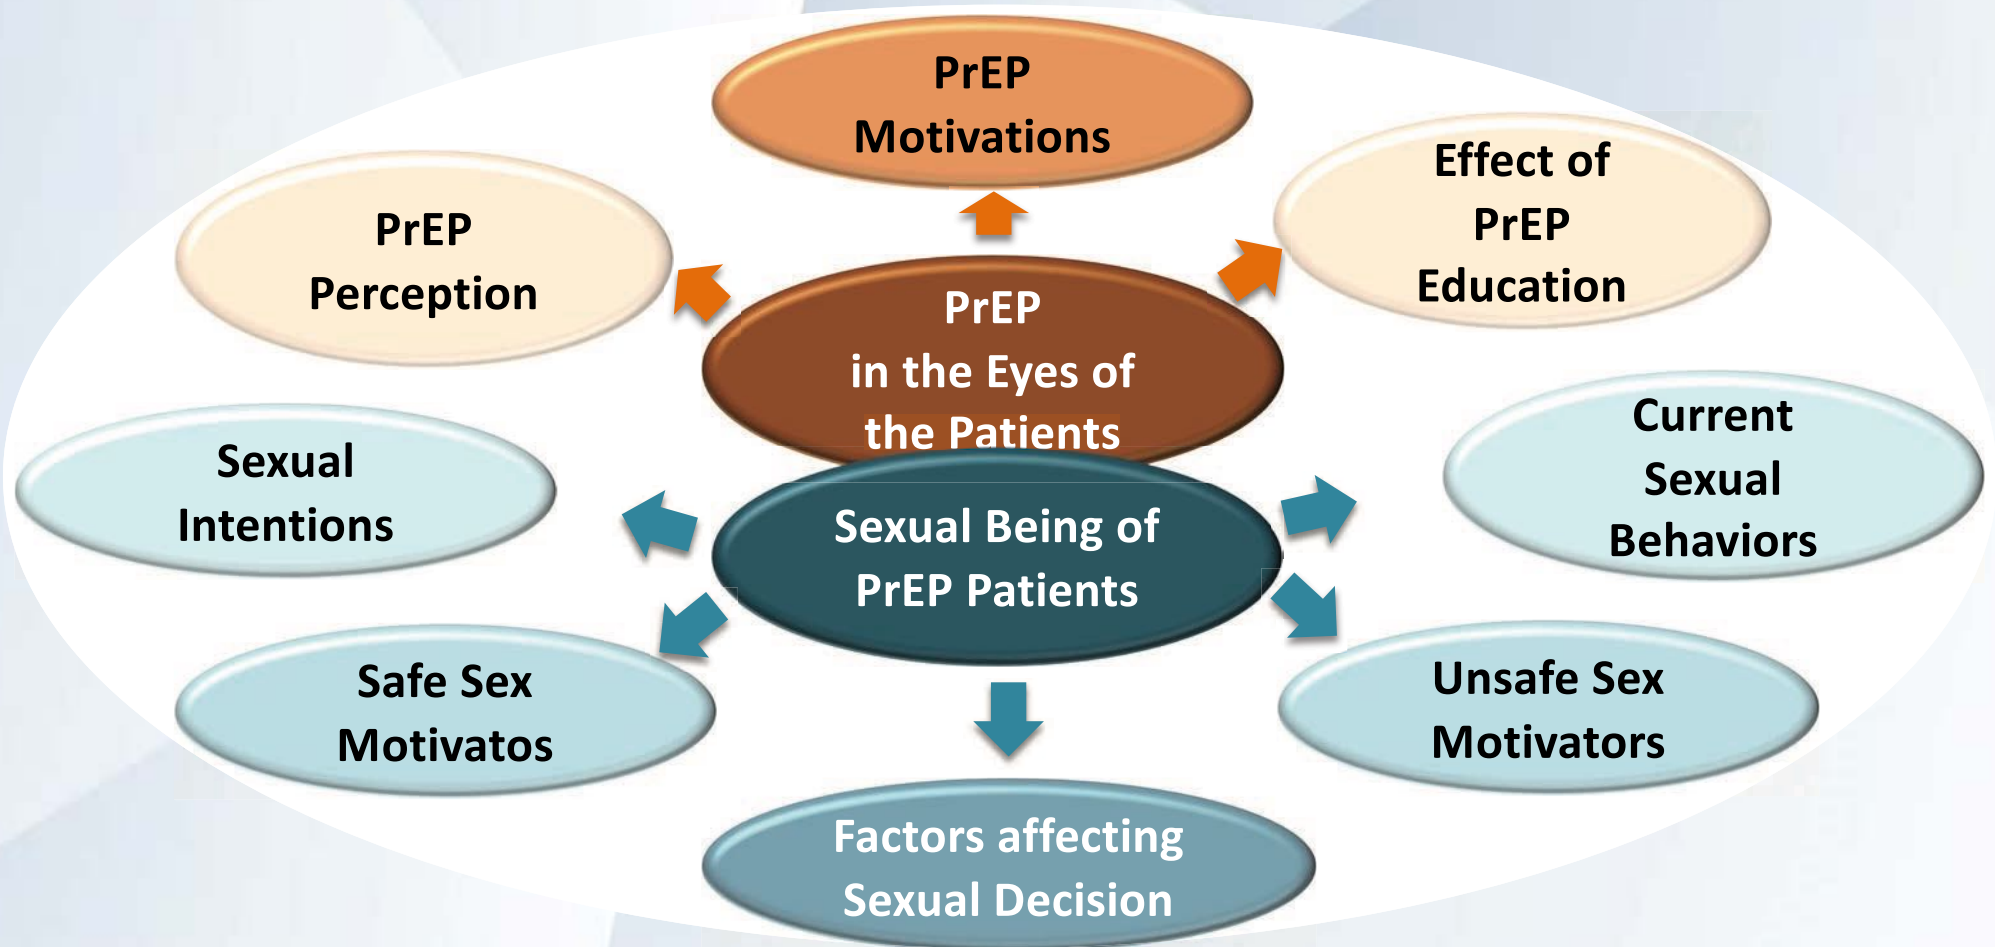 PrEP
Motivations
Effect of
PrEP
Education
PrEP
Perception
PrEP
in the Eyes of
the Patients
Current
Sexual
Behaviors
Sexual
Intentions
Sexual Being of
PrEP Patients
Safe Sex
Motivatos
Unsafe Sex
Motivators
Factors affecting
Sexual Decision